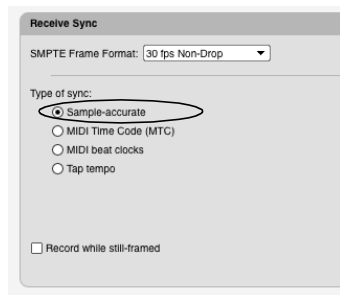 Receive Sync
SMPTE Frame Format: 30 fps Non-Drop
Type of sync:
Sample-accurate
MIDI Time Code (MTC)
MIDI beat clocks
Tap tempo
Record while still-framed